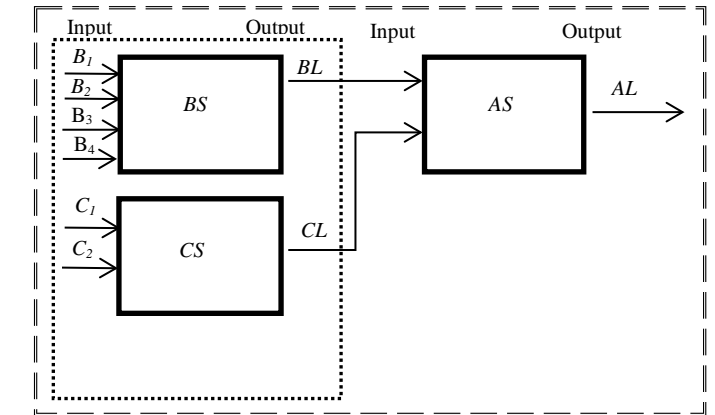 Input Output Input Output
B1
B2
B3
B4
BS
BL
AS
AL
C1
C2
CS
CL